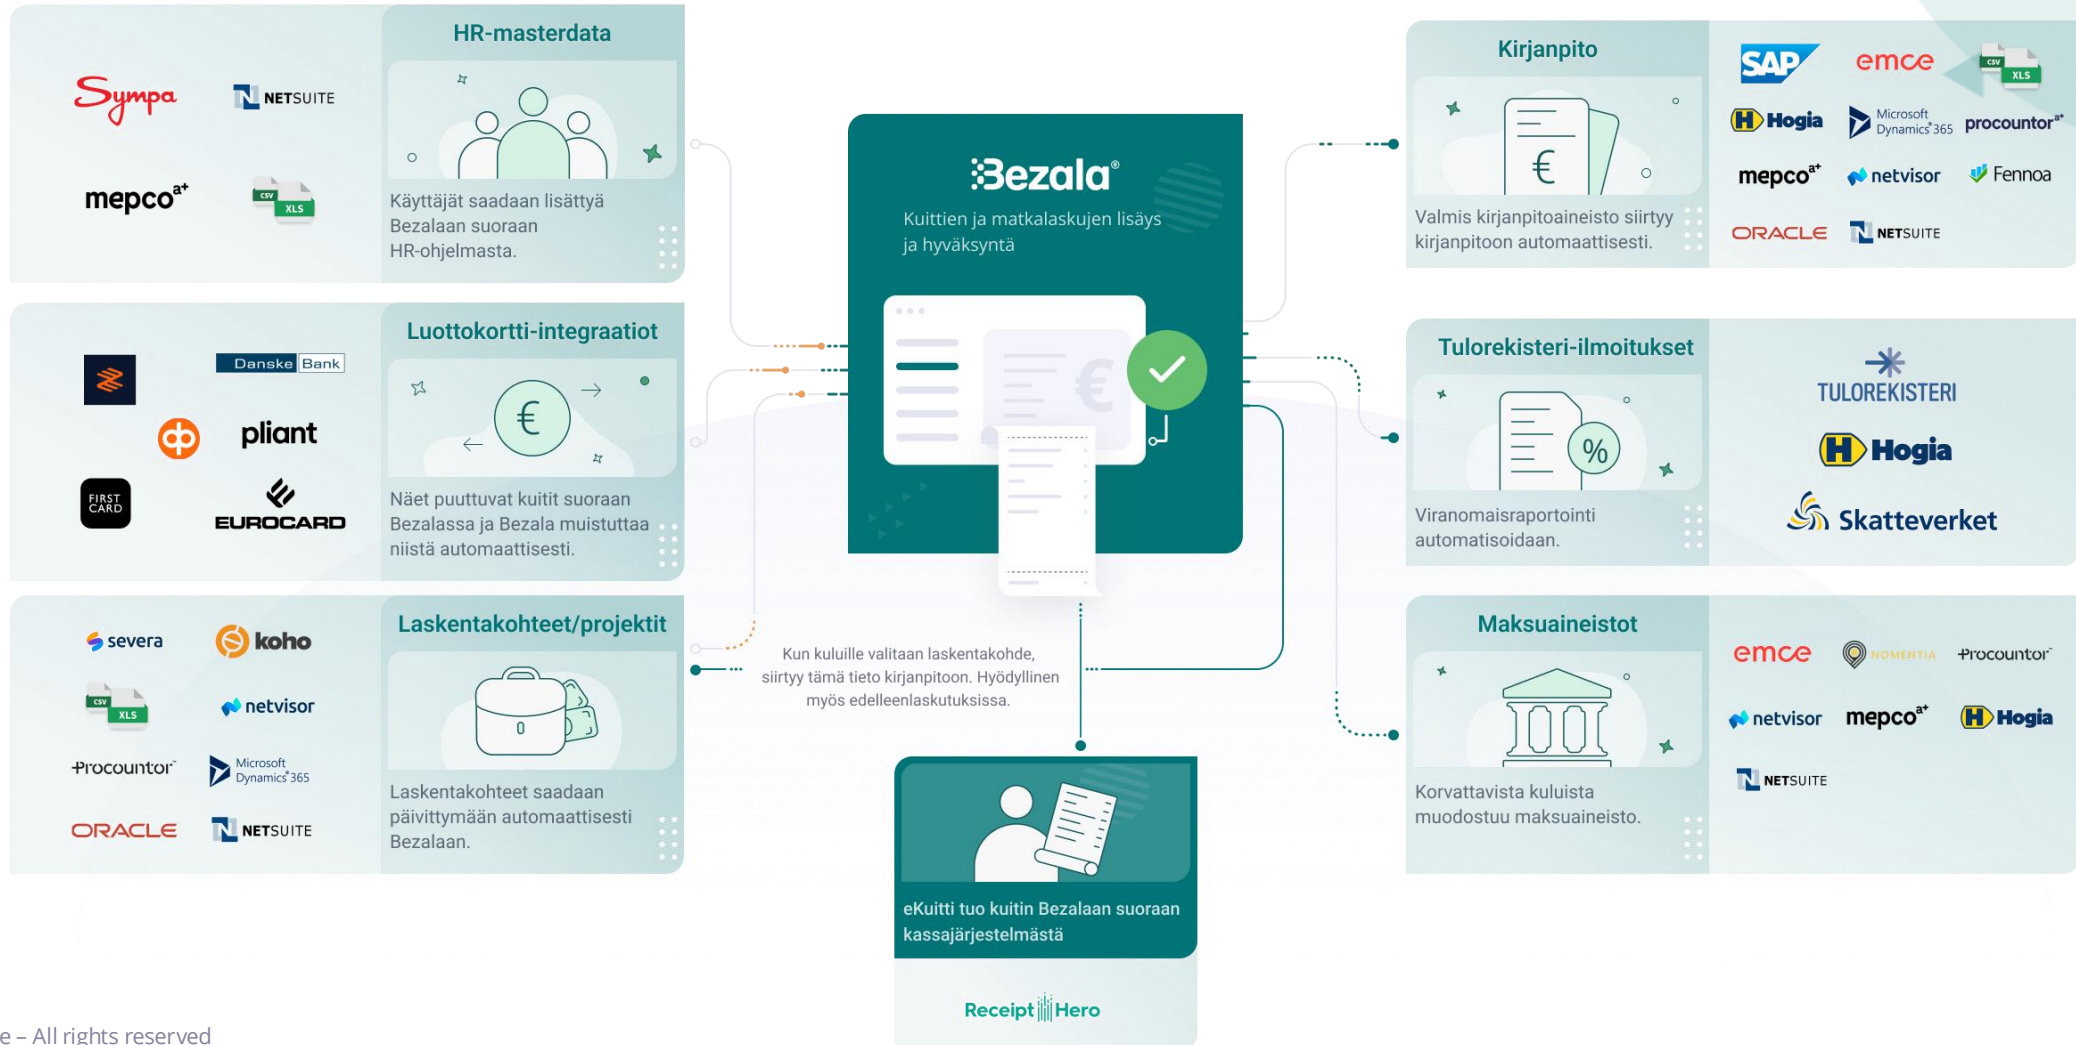 HR-masterdata
Sympa
NETSUITE
mepco a+
CSV
XLS
Käyttäjät saadaan lisättyä
Bezalaan suoraan
HR-ohjelmasta.
Luottokortti-integraatiot
Danske Bank
op
pliant
FIRST
CARD
EUROCARD
€
Näet puuttuvat kuitit suoraan
Bezalassa ja Bezala muistuttaa
niistä automaattisesti.
Laskentakohteet/projektit
severa
koho
CSV
XLS
netvisor
Procountor
Microsoft
Dynamics 365
ORACLE
NETSUITE
Laskentakohteet saadaan
päivittymään automaattisesti
Bezalaan.
Bezala®
Kuittien ja matkalaskujen lisäys
ja hyväksyntä
€
Kun kuluille valitaan laskentakohde,
siirtyy tämä tieto kirjanpitoon. Hyödyllinen
myös edelleenlaskutuksissa.
eKuitti tuo kuitin Bezalaan suoraan
kassajärjestelmästä
Receipt Hero
Kirjanpito
€
Valmis kirjanpitoaineisto siirtyy
kirjanpitoon automaattisesti.
SAP
emce
CSV
XLS
H Hogia
Microsoft
Dynamics 365
procountor a+
mepco a+
netvisor
Fennoa
ORACLE
NETSUITE
Tulorekisteri-ilmoitukset
%
Viranomaisraportointi
automatisoidaan.
TULOREKISTERI
H Hogia
Skatteverket
Maksuaineistot
Korvattavista kuluista
muodostuu maksuaineisto.
emce
NOMENTIA
Procountor
netvisor
mepco a+
H Hogia
NETSUITE
e – All rights reserved